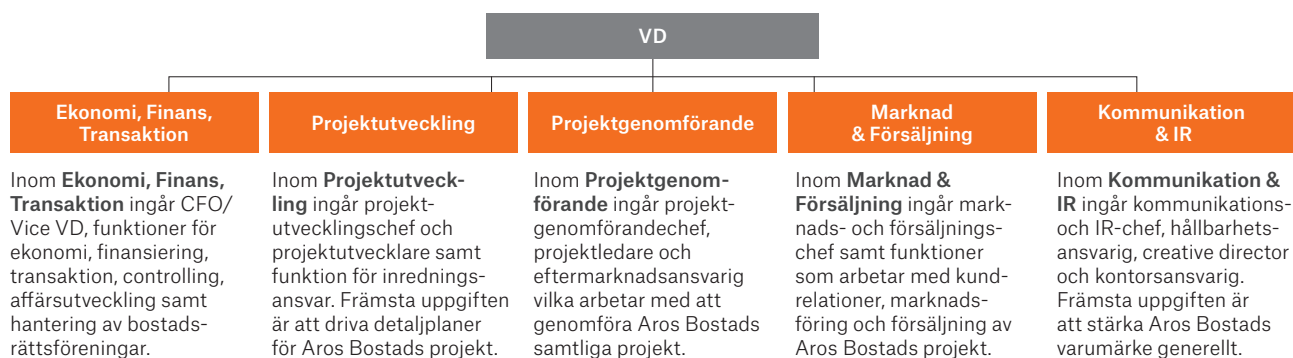 VD
Ekonomi, Finans,
Transaktion
Projektutveckling
Projektgenomförande
Marknad
& Försäljning
Kommunikation
& IR
Inom Ekonomi, Finans,
Transaktion ingår CFO/
Vice VD, funktioner för
ekonomi, finansiering,
transaktion, controlling,
affärsutveckling samt
hantering av bostads-
rättsföreningar.
Inom Projektutveck-
ling ingår projekt-
utvecklingschef och
projektutvecklare samt
funktion för inrednings-
ansvar. Främsta uppgiften
är att driva detaljplaner
för Aros Bostads projekt.
Inom Projektgenom-
förande ingår projekt-
genomförandechef,
projektledare och
eftermarknadsansvarig
vilka arbetar med att
genomföra Aros Bostads
samtliga projekt.
Inom Marknad &
Försäljning ingår mark-
nads- och försäljnings-
chef samt funktioner
som arbetar med kund-
relationer, marknads-
föring och försäljning av
Aros Bostads projekt.
Inom Kommunikation &
IR ingår kommunikations-
och IR-chef, hållbarhets-
ansvarig, creative director
och kontorsansvarig.
Främsta uppgiften är
att stärka Aros Bostads
varumärke generellt.